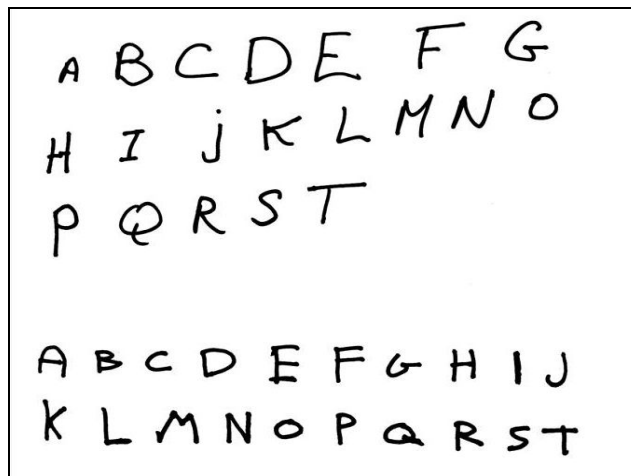 A B C D E F G
H I j K L M N O
P Q R S T
A B C D E F G H I J
K L M N O P Q R S T